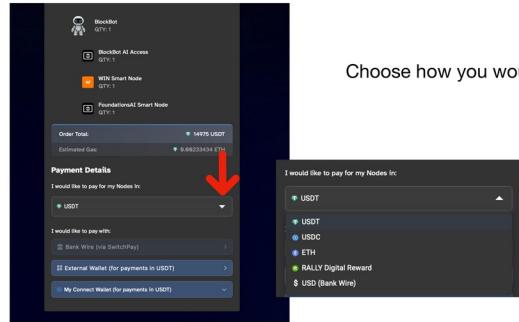 BlockBot
QTY: 1
BlockBot AI Access
QTY: 1
WIN Smart Node
QTY: 1
FoundationsAI Smart Node
QTY: 1
Order Total: 14975 USDT
Estimated Gas: 0.00233434 ETH
Payment Details
I would like to pay for my Nodes in:
USDT
I would like to pay with:
Bank Wire (via SwitchPay)
External Wallet (for payments in USDT)
My Connect Wallet (for payments in USDT)
Choose how you wou
I would like to pay for my Nodes in:
USDT
USDT
USDC
ETH
RALLY Digital Reward
$ USD (Bank Wire)